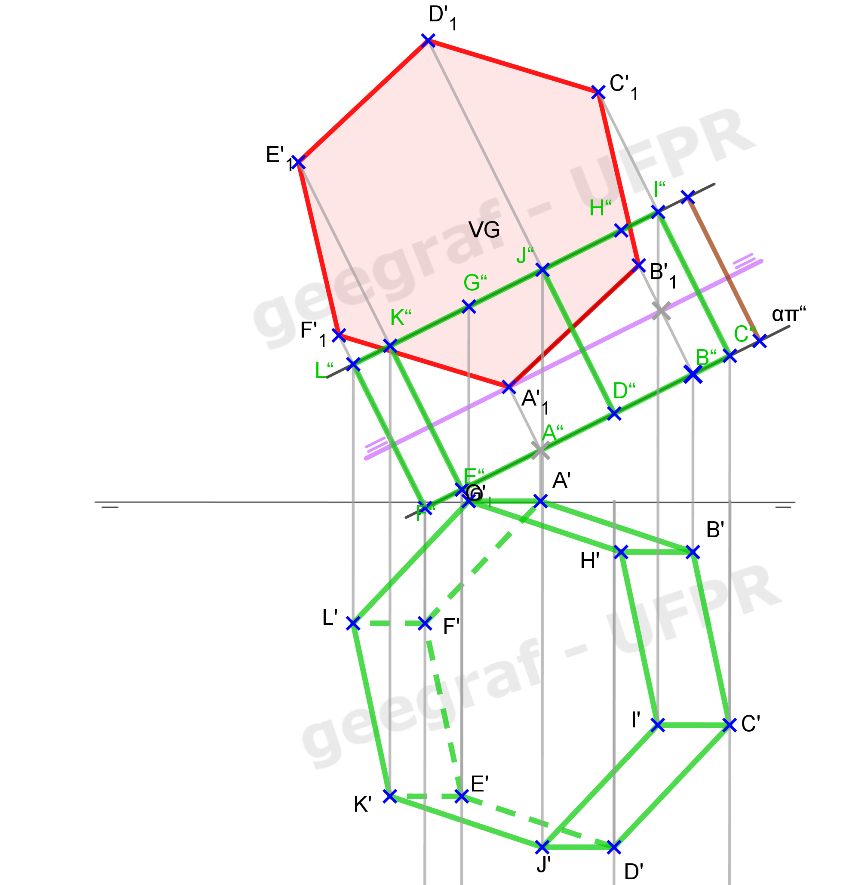 D'₁
C'₁
geegraf - UFPR
E'₁
I“
H“
VG
J“
B'₁
G“
K“
απ“
F'₁
C“
L“
B“
D“
A'₁
A“
E“
G'
A'
F“
B'
H'
geegraf - UFPR
L'
F'
I'
C'
E'
K'
J'
D'